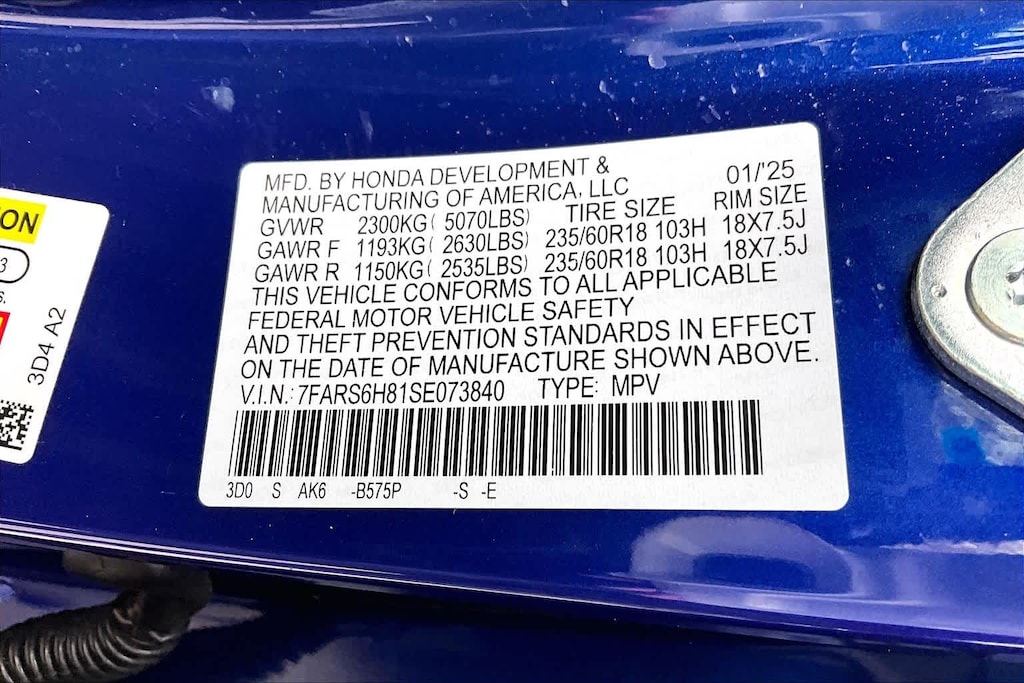 MFD. BY HONDA DEVELOPMENT & 01/'25
MANUFACTURING OF AMERICA, LLC
GVWR 2300KG( 5070LBS) TIRE SIZE RIM SIZE
GAWR F 1193KG( 2630LBS) 235/60R18 103H 18X7.5J
GAWR R 1150KG( 2535LBS) 235/60R18 103H 18X7.5J
THIS VEHICLE CONFORMS TO ALL APPLICABLE
FEDERAL MOTOR VEHICLE SAFETY
AND THEFT PREVENTION STANDARDS IN EFFECT
ON THE DATE OF MANUFACTURE SHOWN ABOVE.
V.I.N.: 7FARS6H81SE073840 TYPE: MPV
3D0 S AK6 -B575P -S -E
3D4 A2